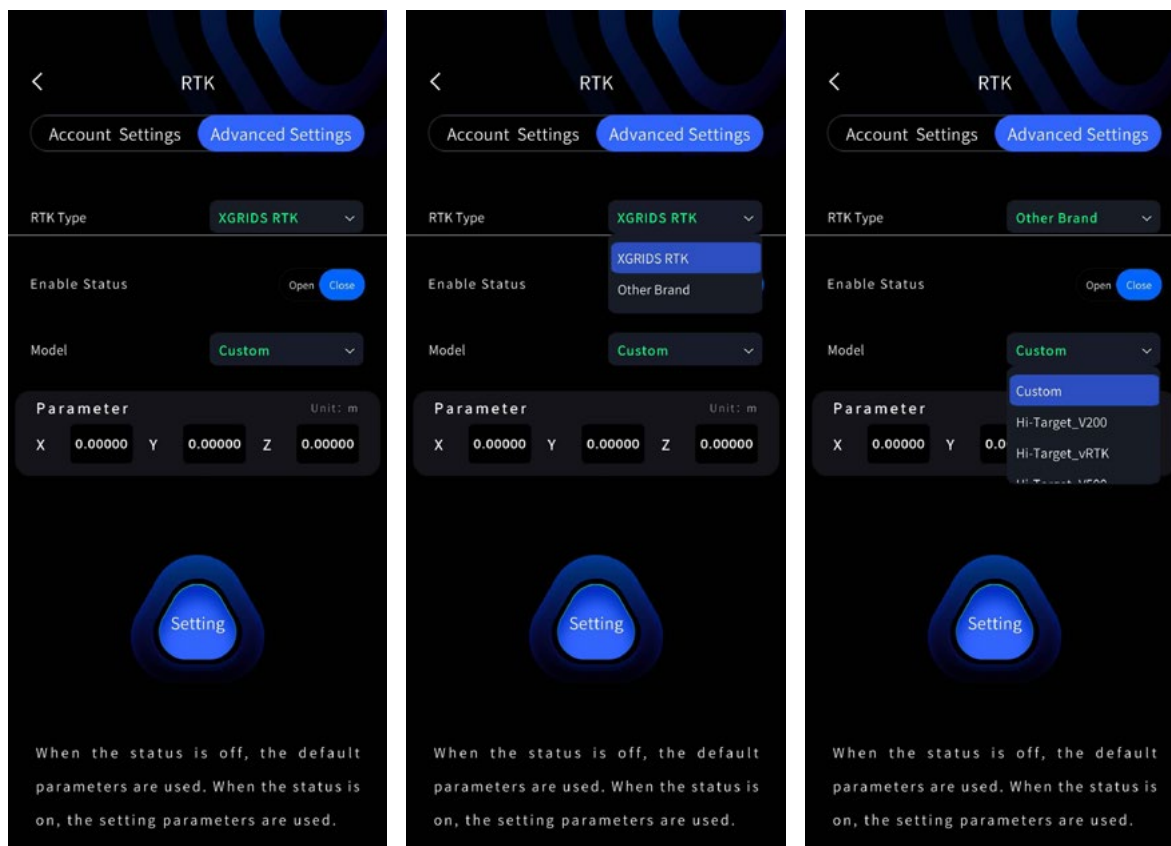 RTK
Account Settings Advanced Settings
RTK Type XGRIDS RTK
Enable Status Open Close
Model Custom
Parameter Unit: m
X 0.00000 Y 0.00000 Z 0.00000
Setting
When the status is off, the default
parameters are used. When the status is
on, the setting parameters are used.
RTK
Account Settings Advanced Settings
RTK Type XGRIDS RTK
XGRIDS RTK
Enable Status
Other Brand
Model Custom
Parameter Unit: m
X 0.00000 Y 0.00000 Z 0.00000
Setting
When the status is off, the default
parameters are used. When the status is
on, the setting parameters are used.
RTK
Account Settings Advanced Settings
RTK Type Other Brand
Enable Status Open Close
Model Custom
Custom
Parameter
Hi-Target_V200
X 0.00000 Y 0.0
Hi-Target_vRTK
Setting
When the status is off, the default
parameters are used. When the status is
on, the setting parameters are used.